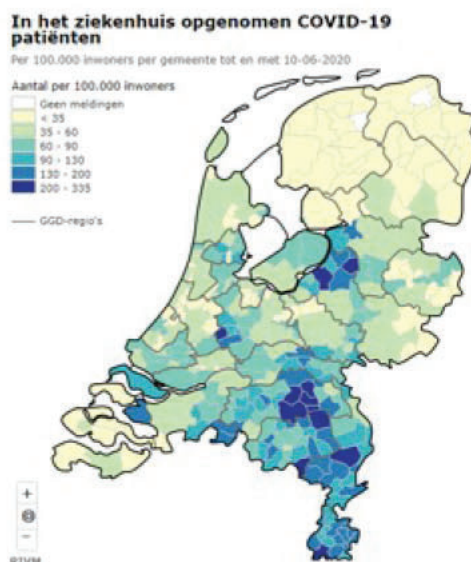 In het ziekenhuis opgenomen COVID-19
patiënten
Per 100.000 inwoners per gemeente tot en met 10-06-2020
Aantal per 100.000 inwoners
Geen meldingen
< 35
35 - 60
60 - 90
90 - 130
130 - 200
200 - 335
GGD-regio's
+
−